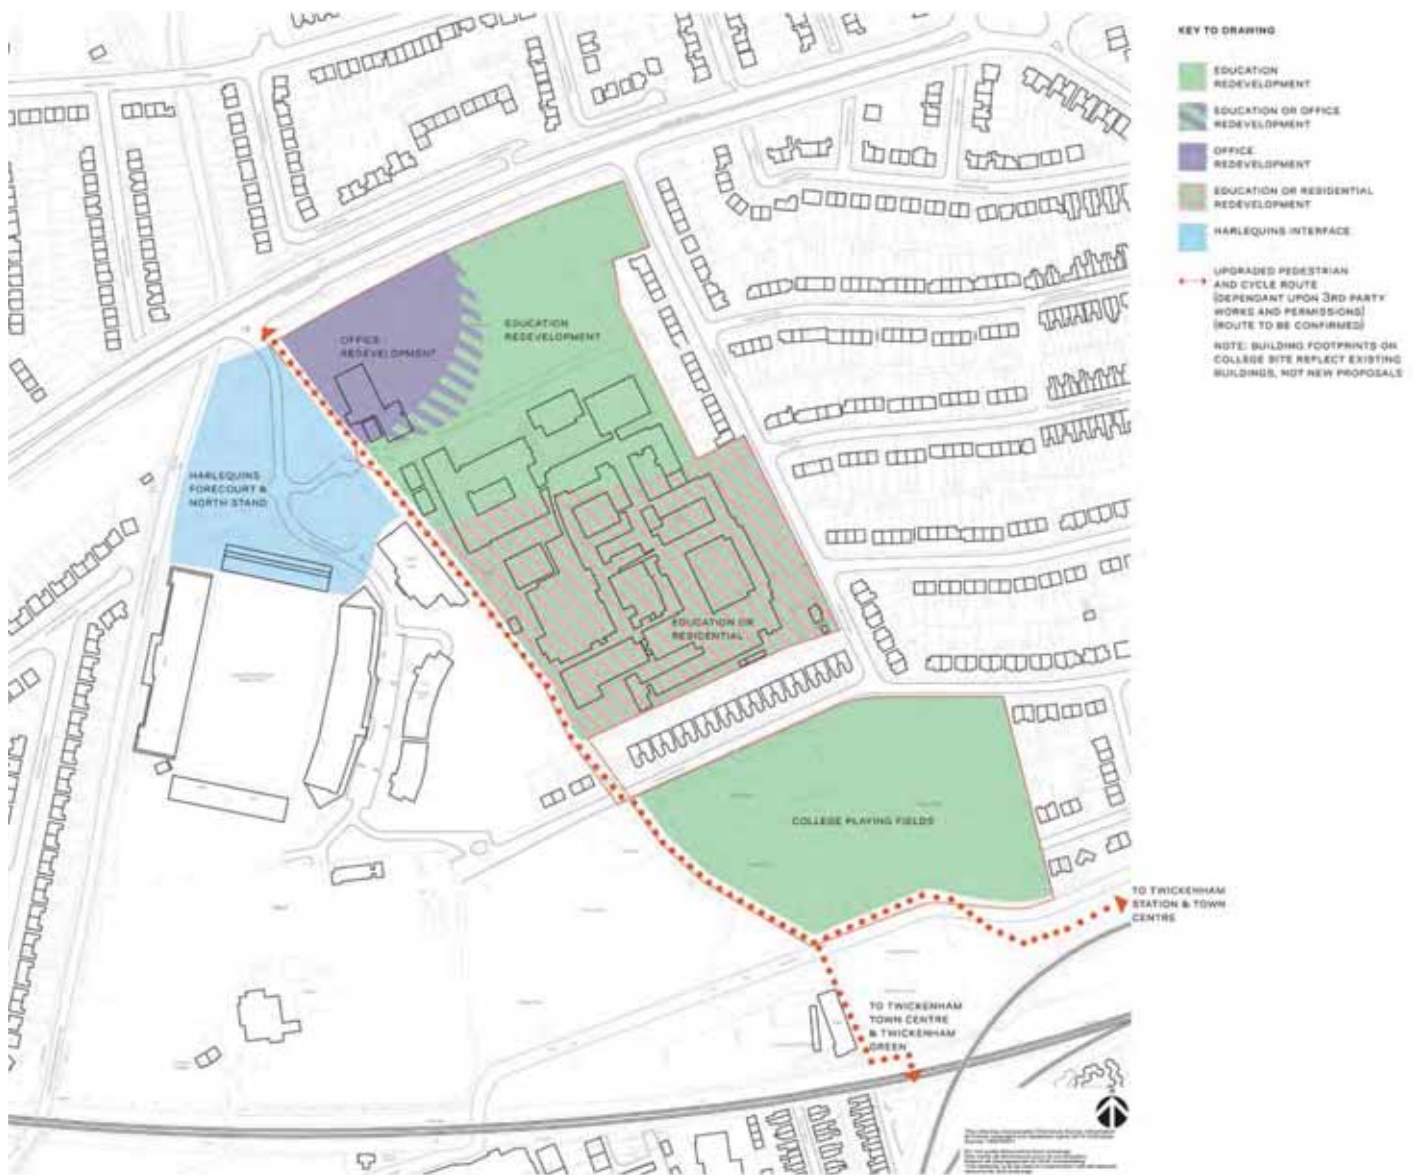 KEY TO DRAWING
EDUCATION
REDEVELOPMENT
EDUCATION OR OFFICE
REDEVELOPMENT
OFFICE
REDEVELOPMENT
EDUCATION OR RESIDENTIAL
REDEVELOPMENT
HARLEQUINS INTERFACE
UPGRADED PEDESTRIAN
AND CYCLE ROUTE
(DEPENDANT UPON 3RD PARTY
WORKS AND PERMISSIONS)
(ROUTE TO BE CONFIRMED)
NOTE: BUILDING FOOTPRINTS ON
COLLEGE SITE REFLECT EXISTING
BUILDINGS, NOT NEW PROPOSALS
EDUCATION
REDEVELOPMENT
OFFICE
REDEVELOPMENT
HARLEQUINS
FORECOURT &
NORTH STAND
EDUCATION OR
RESIDENTIAL
COLLEGE PLAYING FIELDS
TO TWICKENHAM
STATION & TOWN
CENTRE
TO TWICKENHAM
TOWN CENTRE
& TWICKENHAM
GREEN